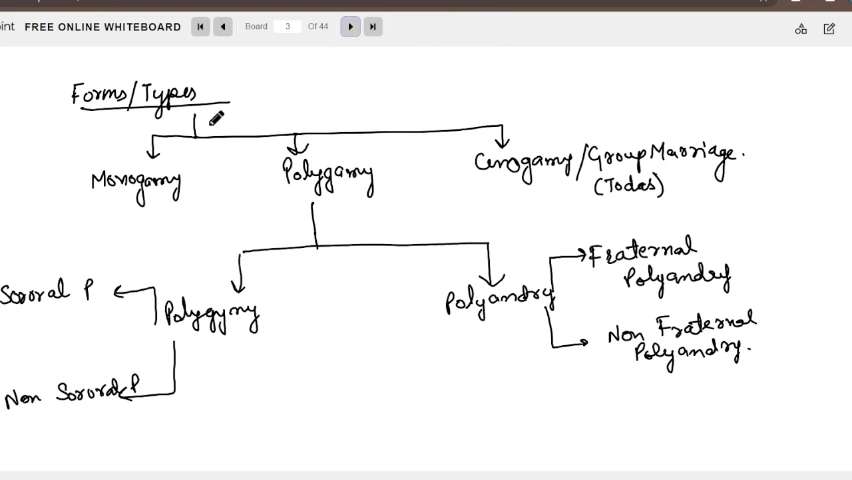 oint FREE ONLINE WHITEBOARD Board 3 Of 44
Forms/Types
Monogamy
Polygamy
Cenogamy/Group Marriage.
(Todas)
Sororal P
Polygyny
Non Sororal P
Polyandry
Fraternal
Polyandry
Non Fraternal
Polyandry.